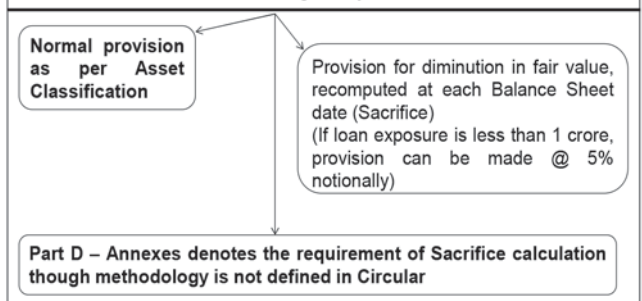 Normal provision
as per Asset
Classification
Provision for diminution in fair value,
recomputed at each Balance Sheet
date (Sacrifice)
(If loan exposure is less than 1 crore,
provision can be made @ 5%
notionally)
Part D – Annexes denotes the requirement of Sacrifice calculation
though methodology is not defined in Circular